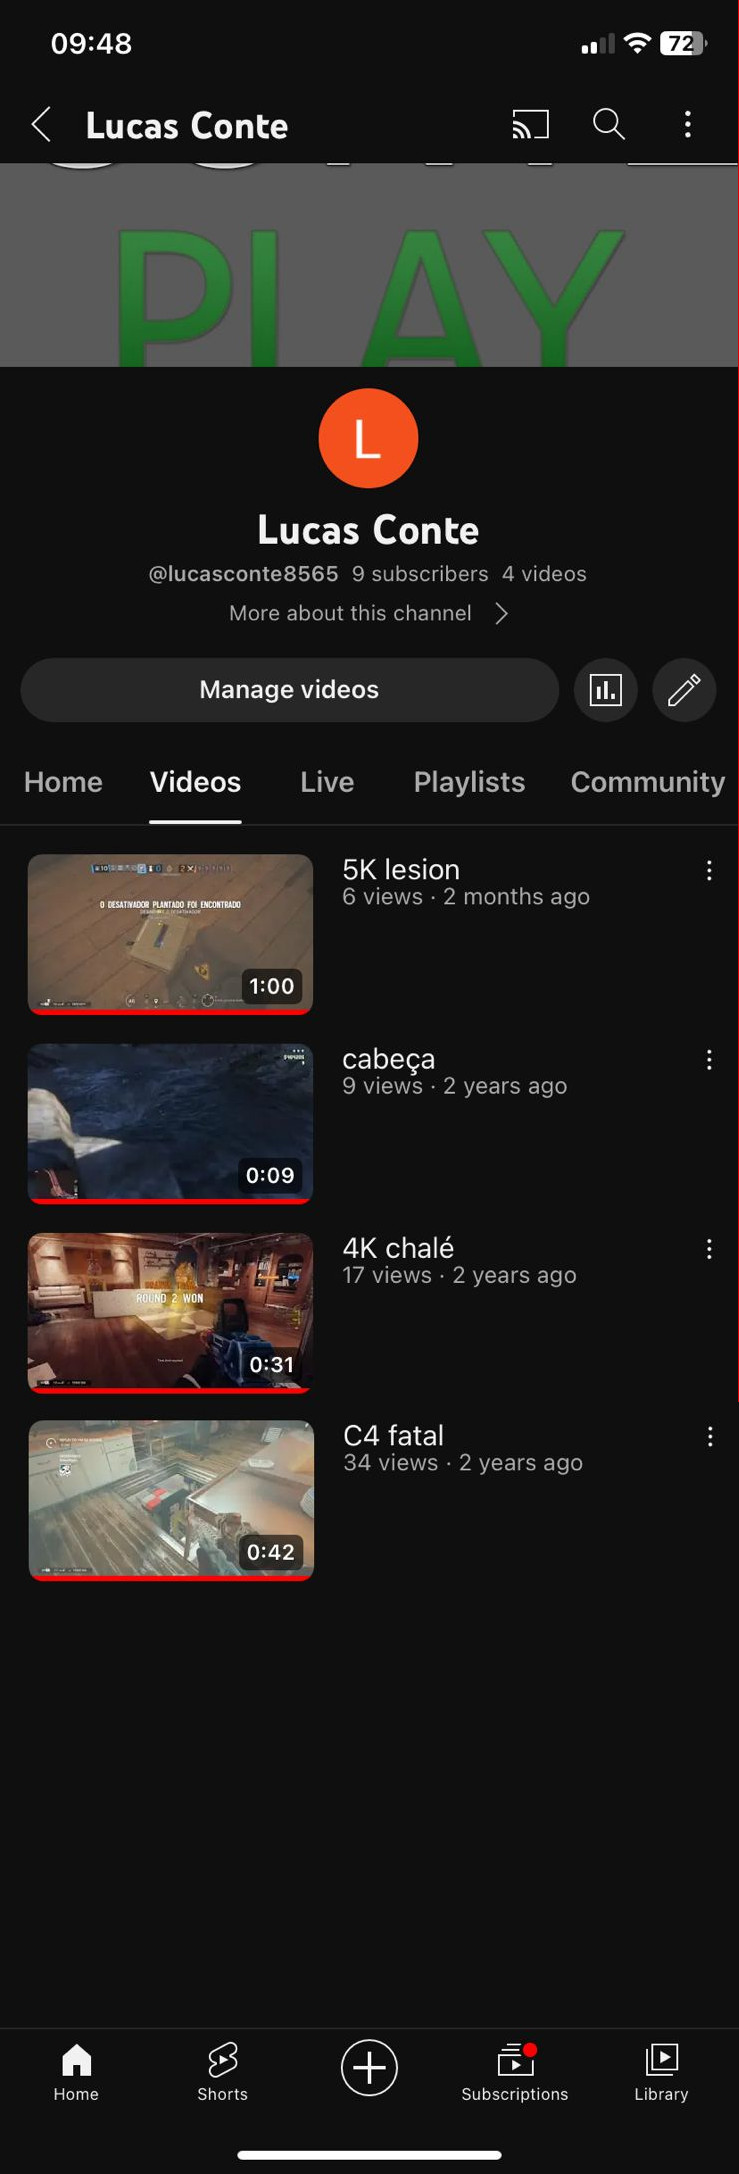 09:48
72
Lucas Conte
PLAY
L
Lucas Conte
@lucasconte8565 9 subscribers 4 videos
More about this channel
Manage videos
Home Videos Live Playlists Community
O DESATIVADOR PLANTADO FOI ENCONTRADO
1:00
5K lesion
6 views · 2 months ago
0:09
cabeça
9 views · 2 years ago
ROUND 2 WON
0:31
4K chalé
17 views · 2 years ago
0:42
C4 fatal
34 views · 2 years ago
Home Shorts Subscriptions Library